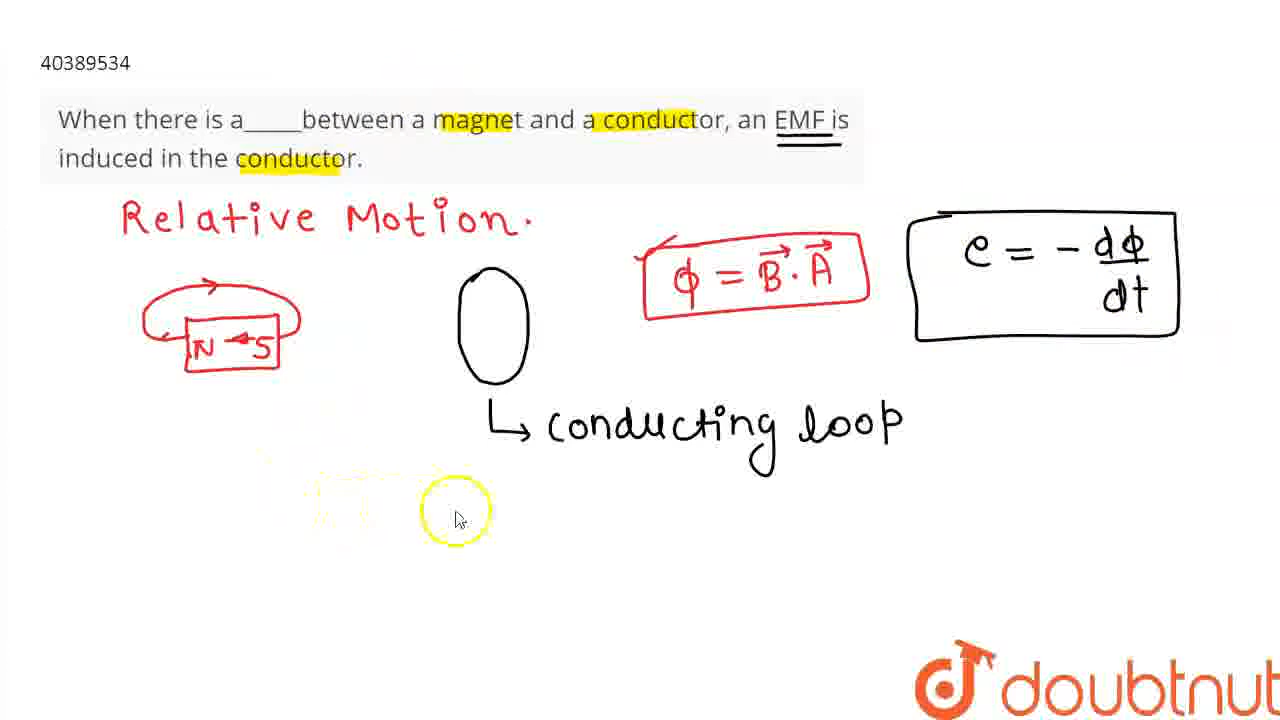 40389534
When there is a_____between a magnet and a conductor, an EMF is
induced in the conductor.
Relative Motion.
ϕ = B⃗ · A⃗
e = - dϕ/dt
N S
conducting loop
doubtnut